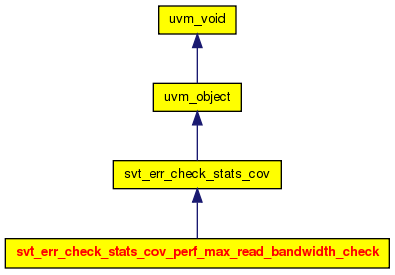 uvm_void
uvm_object
svt_err_check_stats_cov
svt_err_check_stats_cov_perf_max_read_bandwidth_check